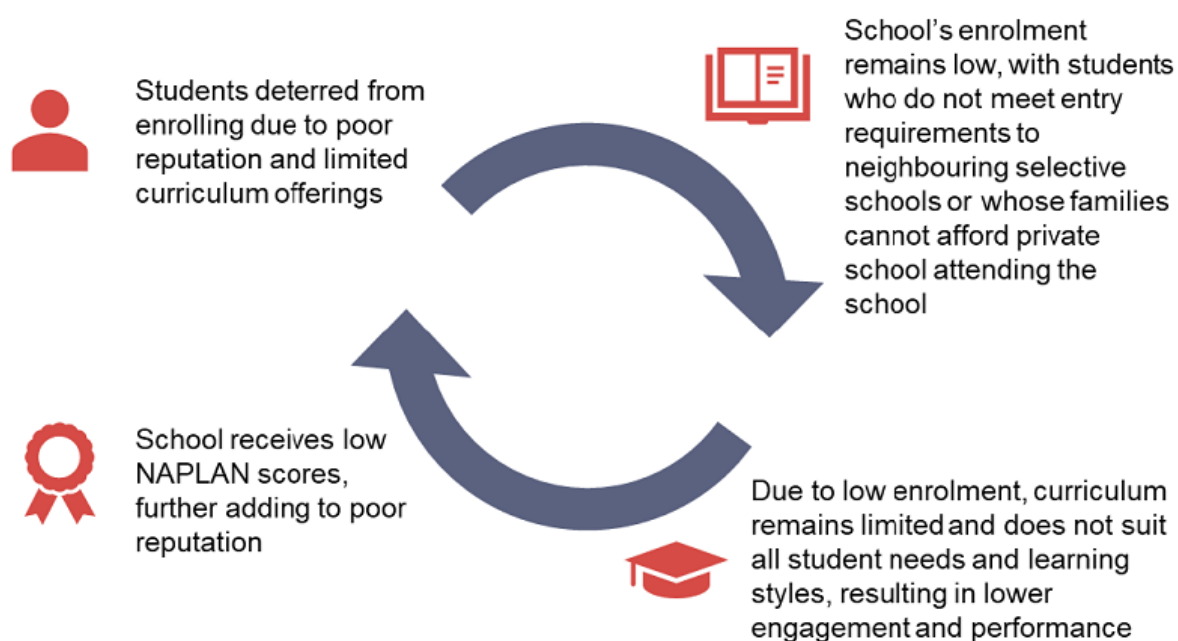 Students deterred from
enrolling due to poor
reputation and limited
curriculum offerings
School's enrolment
remains low, with students
who do not meet entry
requirements to
neighbouring selective
schools or whose families
cannot afford private
school attending the
school
Due to low enrolment, curriculum
remains limited and does not suit
all student needs and learning
styles, resulting in lower
engagement and performance
School receives low
NAPLAN scores,
further adding to poor
reputation